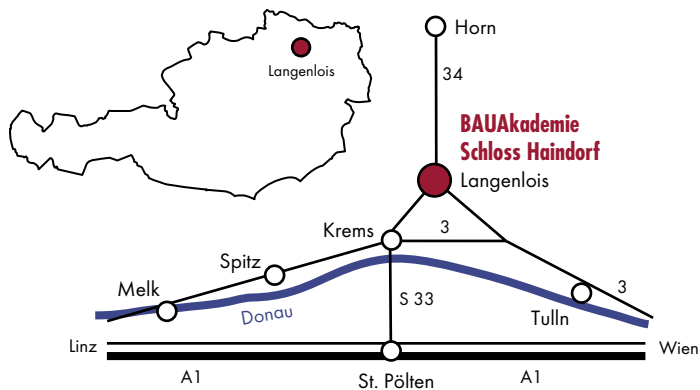 Horn
Langenlois
34
BAUAkademie
Schloss Haindorf
Langenlois
Krems
3
Spitz
Melk
Donau
S 33
3
Tulln
Linz
Wien
A1
St. Pölten
A1